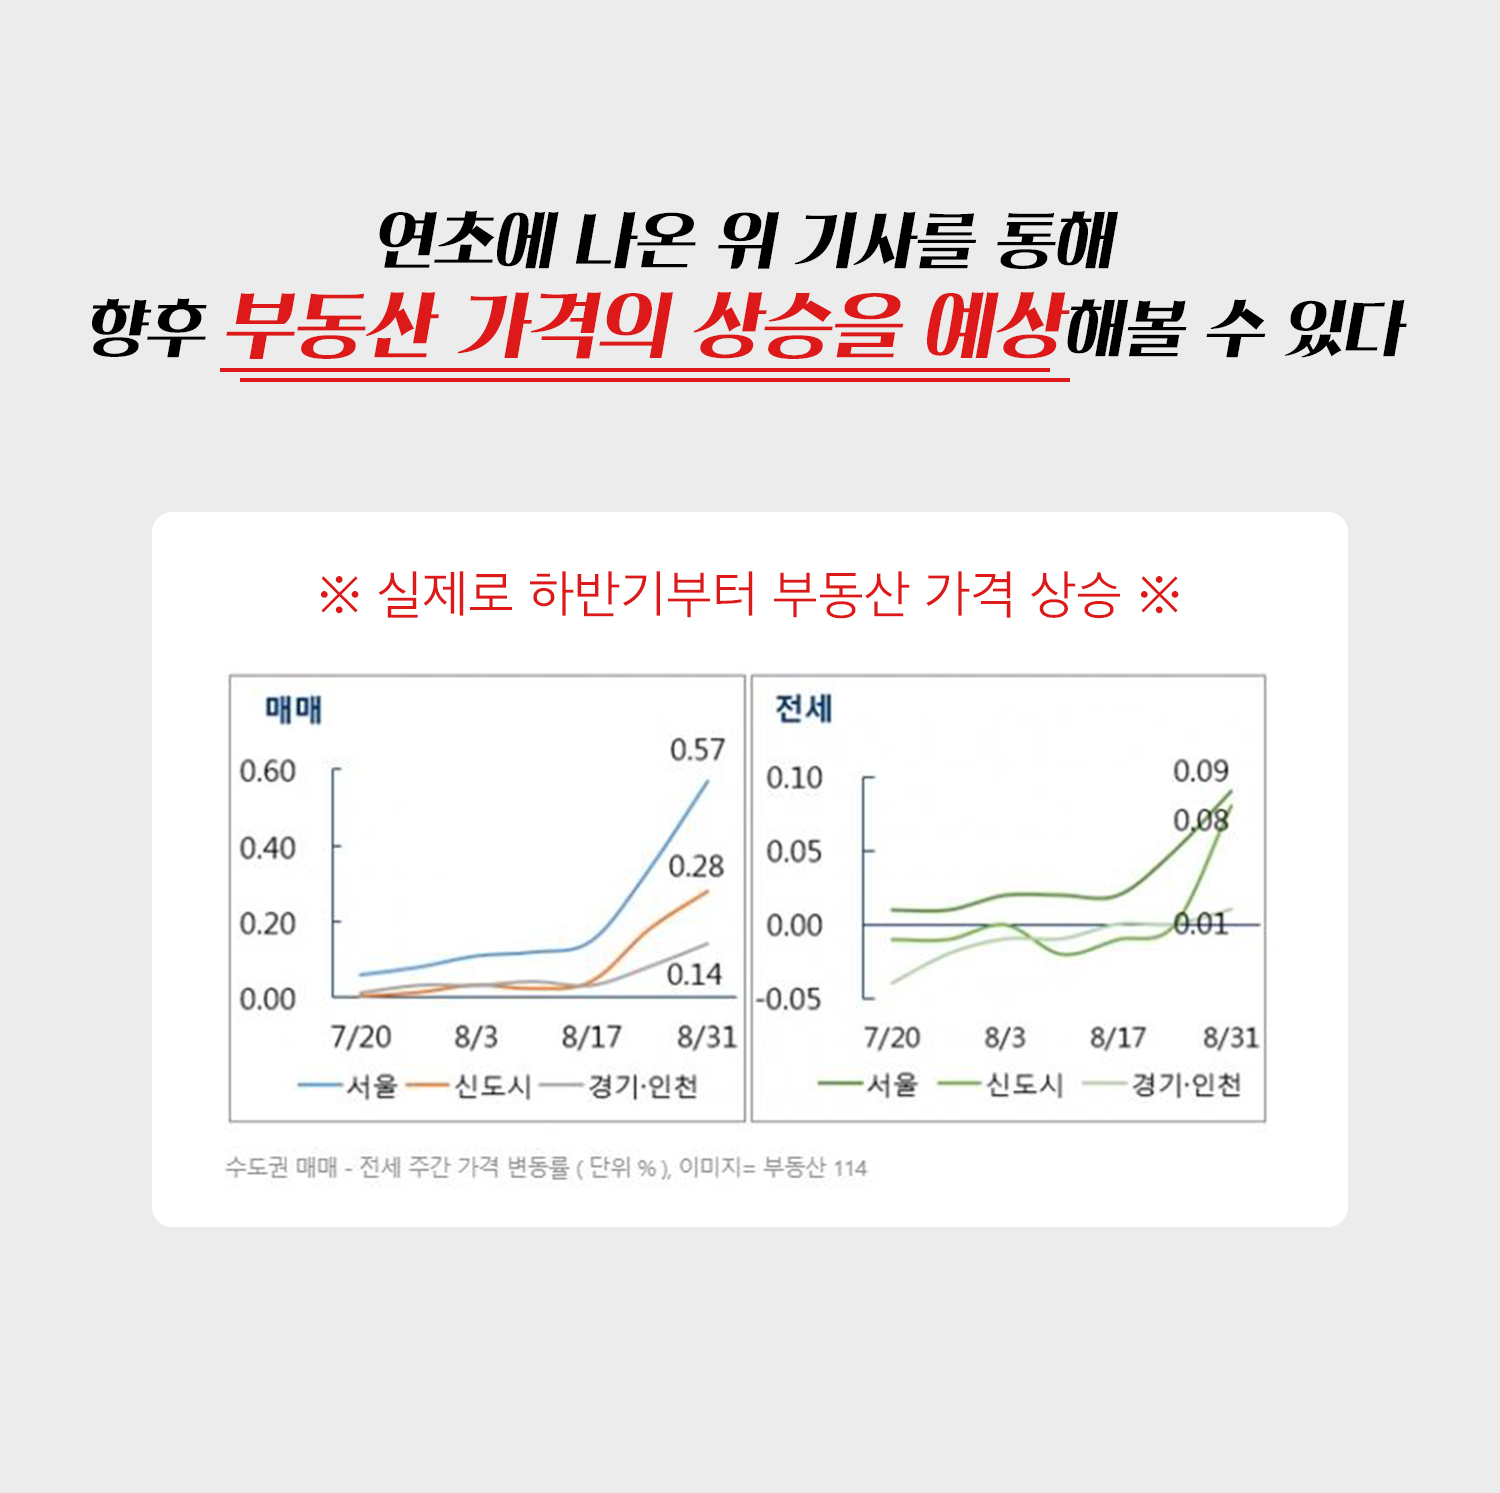 연초에 나온 위 기사를 통해
향후 부동산 가격의 상승을 예상해볼 수 있다
※ 실제로 하반기부터 부동산 가격 상승 ※
매매
0.60
0.40
0.20
0.00
0.57
0.28
0.14
7/20 8/3 8/17 8/31
서울 신도시 경기·인천
전세
0.10
0.05
0.00
-0.05
0.09
0.08
0.01
7/20 8/3 8/17 8/31
서울 신도시 경기·인천
수도권 매매 - 전세 주간 가격 변동률 ( 단위 % ), 이미지= 부동산 114